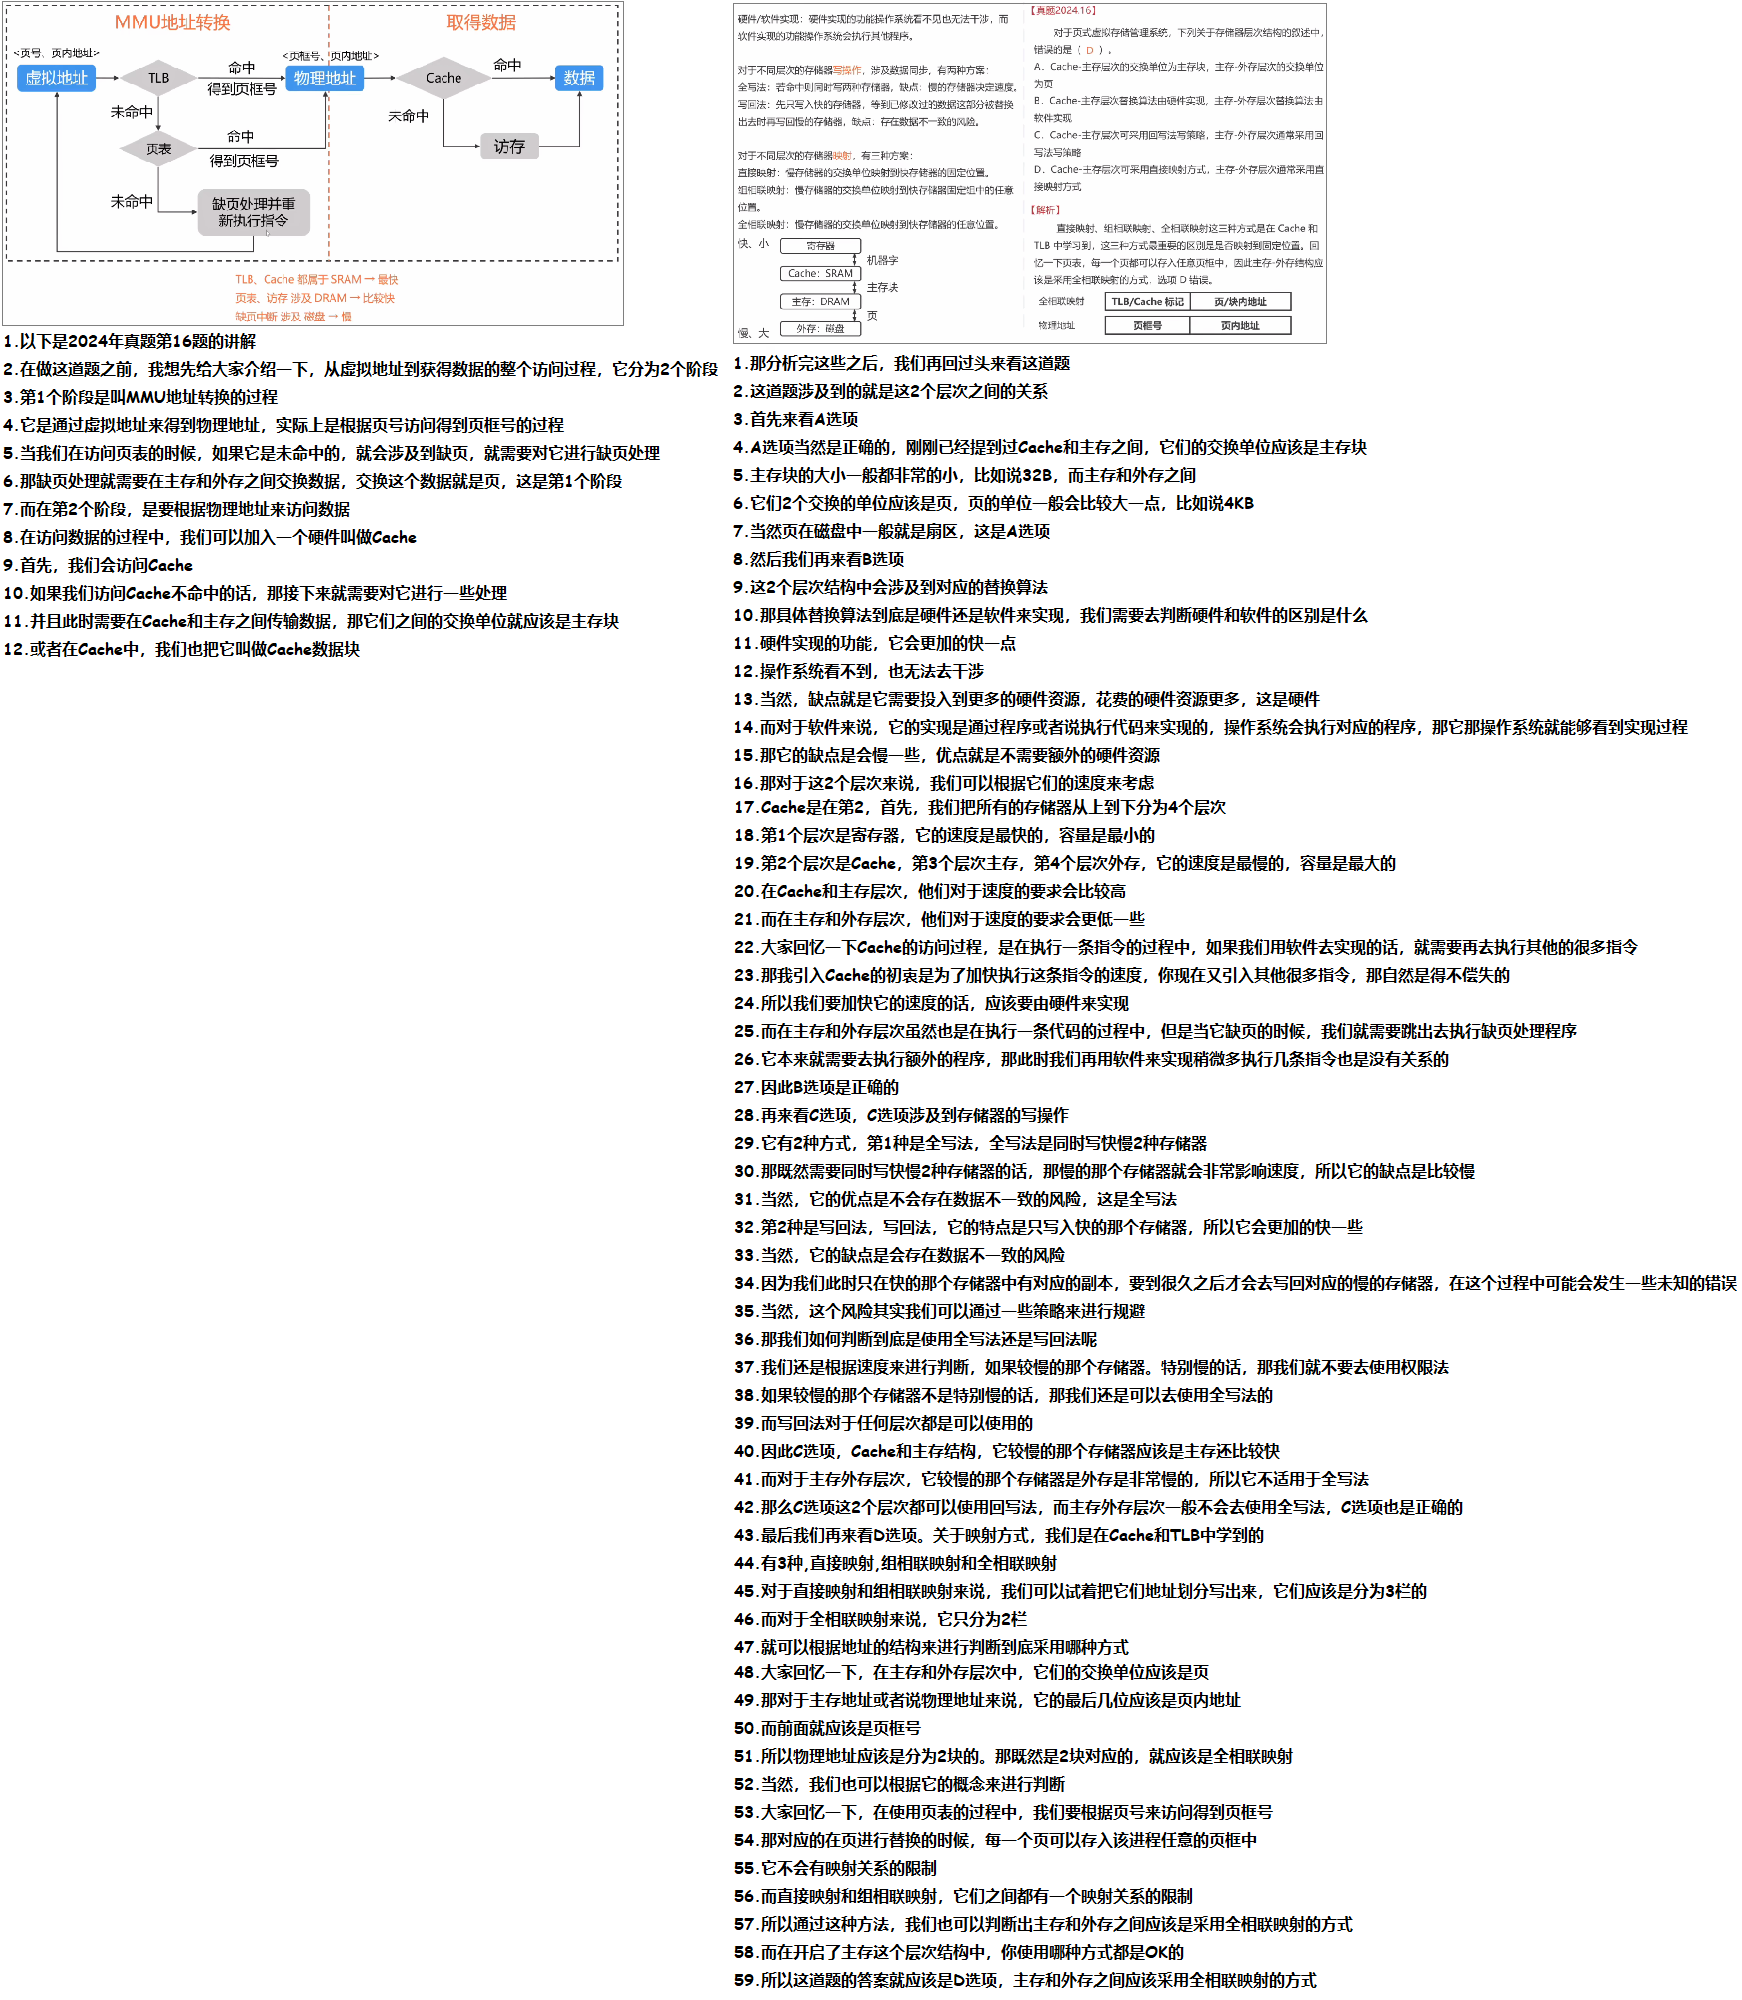 MMU地址转换
取得数据
<页号、页内地址>
<页框号、页内地址>
虚拟地址
TLB
命中
得到页框号
物理地址
Cache
命中
数据
未命中
未命中
页表
命中
得到页框号
访存
未命中
缺页处理并重
新执行指令
TLB、Cache 都属于 SRAM → 最快
页表、访存 涉及 DRAM → 比较快
缺页中断 涉及 磁盘 → 慢
1.以下是2024年真题第16题的讲解
2.在做这道题之前，我想先给大家介绍一下，从虚拟地址到获得数据的整个访问过程，它分为2个阶段
3.第1个阶段是叫MMU地址转换的过程
4.它是通过虚拟地址来得到物理地址，实际上是根据页号访问得到页框号的过程
5.当我们在访问页表的时候，如果它是未命中的，就会涉及到缺页，就需要对它进行缺页处理
6.那缺页处理就需要在主存和外存之间交换数据，交换这个数据就是页，这是第1个阶段
7.而在第2个阶段，是要根据物理地址来访问数据
8.在访问数据的过程中，我们可以加入一个硬件叫做Cache
9.首先，我们会访问Cache
10.如果我们访问Cache不命中的话，那接下来就需要对它进行一些处理
11.并且此时需要在Cache和主存之间传输数据，那它们之间的交换单位就应该是主存块
12.或者在Cache中，我们也把它叫做Cache数据块
硬件/软件实现：硬件实现的功能操作系统看不见也无法干涉，而
软件实现的功能操作系统会执行其他程序。
对于不同层次的存储器写操作，涉及数据同步，有两种方案：
全写法：若命中则同时写两种存储器，缺点：慢的存储器决定速度。
写回法：先只写入快的存储器，等到已修改过的数据这部分被替换
出去时再写回慢的存储器，缺点：存在数据不一致的风险。
对于不同层次的存储器映射，有三种方案：
直接映射：慢存储器的交换单位映射到快存储器的固定位置。
组相联映射：慢存储器的交换单位映射到快存储器固定组中的任意
位置。
全相联映射：慢存储器的交换单位映射到快存储器的任意位置。
快、小
寄存器
机器字
Cache：SRAM
主存块
主存：DRAM
页
慢、大
外存：磁盘
【真题2024.16】
对于页式虚拟存储管理系统，下列关于存储器层次结构的叙述中，
错误的是（ D ）。
A. Cache-主存层次的交换单位为主存块，主存-外存层次的交换单位
为页
B. Cache-主存层次替换算法由硬件实现，主存-外存层次替换算法由
软件实现
C. Cache-主存层次可采用回写法写策略，主存-外存层次通常采用回
写法写策略
D. Cache-主存层次可采用直接映射方式，主存-外存层次通常采用直
接映射方式
【解析】
直接映射、组相联映射、全相联映射这三种方式是在 Cache 和
TLB 中学习到，这三种方式最重要的区别是是否映射到固定位置。回
忆一下页表，每一个页都可以存入任意页框中，因此主存-外存结构应
该是采用全相联映射的方式，选项 D 错误。
全相联映射
TLB/Cache 标记
页/块内地址
物理地址
页框号
页内地址
1.那分析完这些之后，我们再回过头来看这道题
2.这道题涉及到的就是这2个层次之间的关系
3.首先来看A选项
4.A选项当然是正确的，刚刚已经提到过Cache和主存之间，它们的交换单位应该是主存块
5.主存块的大小一般都非常的小，比如说32B，而主存和外存之间
6.它们2个交换的单位应该是页，页的单位一般会比较大一点，比如说4KB
7.当然页在磁盘中一般就是扇区，这是A选项
8.然后我们再来看B选项
9.这2个层次结构中会涉及到对应的替换算法
10.那具体替换算法到底是硬件还是软件来实现，我们需要去判断硬件和软件的区别是什么
11.硬件实现的功能，它会更加的快一点
12.操作系统看不到，也无法去干涉
13.当然，缺点就是它需要投入到更多的硬件资源，花费的硬件资源更多，这是硬件
14.而对于软件来说，它的实现是通过程序或者说执行代码来实现的，操作系统会执行对应的程序，那它那操作系统就能够看到实现过程
15.那它的缺点是会慢一些，优点就是不需要额外的硬件资源
16.那对于这2个层次来说，我们可以根据它们的速度来考虑
17.Cache是在第2，首先，我们把所有的存储器从上到下分为4个层次
18.第1个层次是寄存器，它的速度是最快的，容量是最小的
19.第2个层次是Cache，第3个层次主存，第4个层次外存，它的速度是最慢的，容量是最大的
20.在Cache和主存层次，他们对于速度的要求会比较高
21.而在主存和外存层次，他们对于速度的要求会更低一些
22.大家回忆一下Cache的访问过程，是在执行一条指令的过程中，如果我们用软件去实现的话，就需要再去执行其他的很多指令
23.那我引入Cache的初衷是为了加快执行这条指令的速度，你现在又引入其他很多指令，那自然是得不偿失的
24.所以我们要加快它的速度的话，应该要由硬件来实现
25.而在主存和外存层次虽然也是在执行一条代码的过程中，但是当它缺页的时候，我们就需要跳出去执行缺页处理程序
26.它本来就需要去执行额外的程序，那此时我们再用软件来实现稍微多执行几条指令也是没有关系的
27.因此B选项是正确的
28.再来看C选项，C选项涉及到存储器的写操作
29.它有2种方式，第1种是全写法，全写法是同时写快慢2种存储器
30.那既然需要同时写快慢2种存储器的话，那慢的那个存储器就会非常影响速度，所以它的缺点是比较慢
31.当然，它的优点是不会存在数据不一致的风险，这是全写法
32.第2种是写回法，写回法，它的特点是只写入快的那个存储器，所以它会更加的快一些
33.当然，它的缺点是会存在数据不一致的风险
34.因为我们此时只在快的那个存储器中有对应的副本，要到很久之后才会去写回对应的慢的存储器，在这个过程中可能会发生一些未知的错误
35.当然，这个风险其实我们可以通过一些策略来进行规避
36.那我们如何判断到底是使用全写法还是写回法呢
37.我们还是根据速度来进行判断，如果较慢的那个存储器。特别慢的话，那我们就不要去使用权限法
38.如果较慢的那个存储器不是特别慢的话，那我们还是可以去使用全写法的
39.而写回法对于任何层次都是可以使用的
40.因此C选项，Cache和主存结构，它较慢的那个存储器应该是主存还比较快
41.而对于主存外存层次，它较慢的那个存储器是外存是非常慢的，所以它不适用于全写法
42.那么C选项这2个层次都可以使用回写法，而主存外存层次一般不会去使用全写法，C选项也是正确的
43.最后我们再来看D选项。关于映射方式，我们是在Cache和TLB中学到的
44.有3种,直接映射,组相联映射和全相联映射
45.对于直接映射和组相联映射来说，我们可以试着把它们地址划分写出来，它们应该是分为3栏的
46.而对于全相联映射来说，它只分为2栏
47.就可以根据地址的结构来进行判断到底采用哪种方式
48.大家回忆一下，在主存和外存层次中，它们的交换单位应该是页
49.那对于主存地址或者说物理地址来说，它的最后几位应该是页内地址
50.而前面就应该是页框号
51.所以物理地址应该是分为2块的。那既然是2块对应的，就应该是全相联映射
52.当然，我们也可以根据它的概念来进行判断
53.大家回忆一下，在使用页表的过程中，我们要根据页号来访问得到页框号
54.那对应的在页进行替换的时候，每一个页可以存入该进程任意的页框中
55.它不会有映射关系的限制
56.而直接映射和组相联映射，它们之间都有一个映射关系的限制
57.所以通过这种方法，我们也可以判断出主存和外存之间应该是采用全相联映射的方式
58.而在开启了主存这个层次结构中，你使用哪种方式都是OK的
59.所以这道题的答案就应该是D选项，主存和外存之间应该采用全相联映射的方式